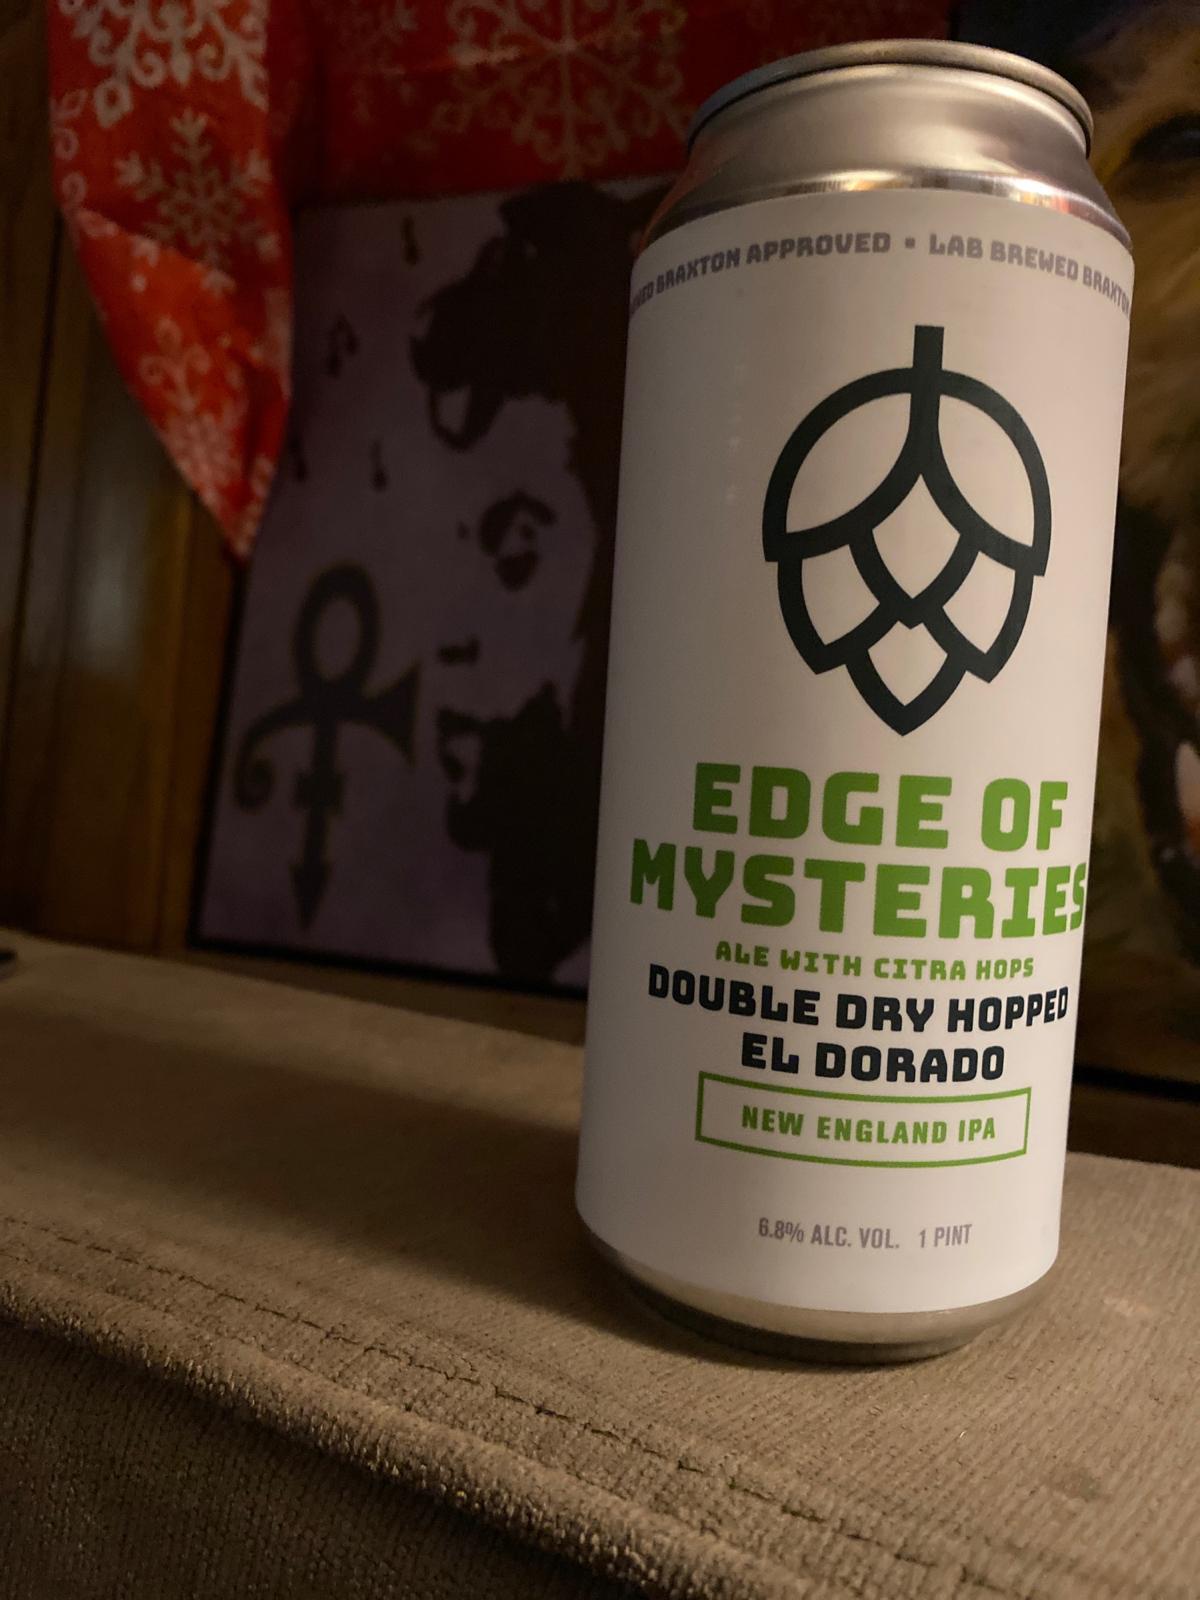 BRAXTON APPROVED ▪ LAB BREWED BRAXTON
EDGE OF
MYSTERIES
ALE WITH CITRA HOPS
DOUBLE DRY HOPPED
EL DORADO
NEW ENGLAND IPA
6.8% ALC. VOL. 1 PINT